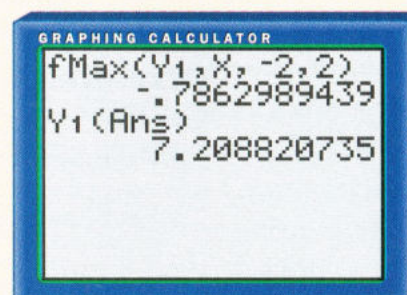 GRAPHING CALCULATOR
fMax(Y₁,X,⁻2,2)
⁻.7862989439
Y₁(Ans)
7.208820735